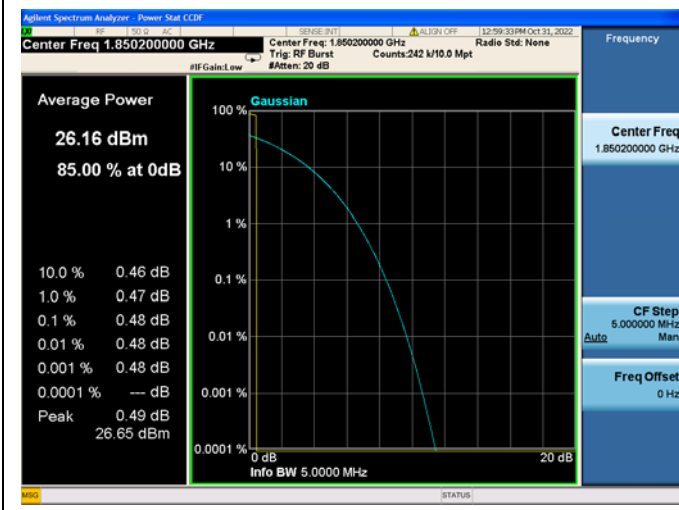 Agilent Spectrum Analyzer - Power Stat CCDF
RF 50 Ω AC SENSE:INT ALIGN OFF 12:59:33 PM Oct 31, 2022
Center Freq 1.850200000 GHz
Center Freq: 1.850200000 GHz Radio Std: None
Trig: RF Burst Counts:242 k/10.0 Mpt
#IFGain:Low #Atten: 20 dB
Frequency
Average Power
26.16 dBm
85.00 % at 0dB
10.0 % 0.46 dB
1.0 % 0.47 dB
0.1 % 0.48 dB
0.01 % 0.48 dB
0.001 % 0.48 dB
0.0001 % --- dB
Peak 0.49 dB
26.65 dBm
Gaussian
100 %
10 %
1 %
0.1 %
0.01 %
0.001 %
0.0001 %
0 dB 20 dB
Info BW 5.0000 MHz
Center Freq
1.850200000 GHz
CF Step
5.000000 MHz
Auto Man
Freq Offset
0 Hz
MSG STATUS